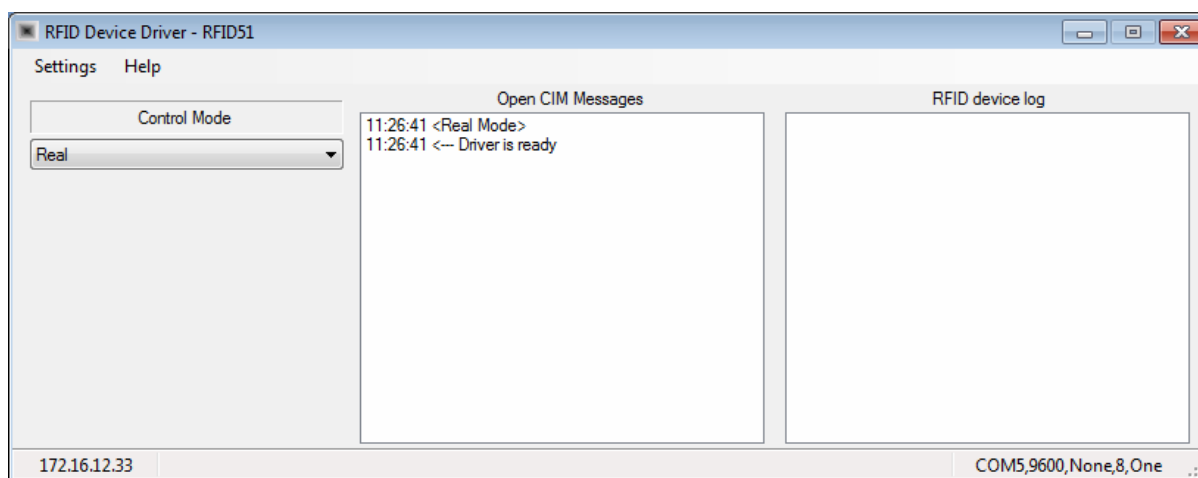 RFID Device Driver - RFID51
Settings Help
Control Mode
Real
Open CIM Messages
11:26:41 <Real Mode>
11:26:41 <--- Driver is ready
RFID device log
172.16.12.33
COM5,9600,None,8,One